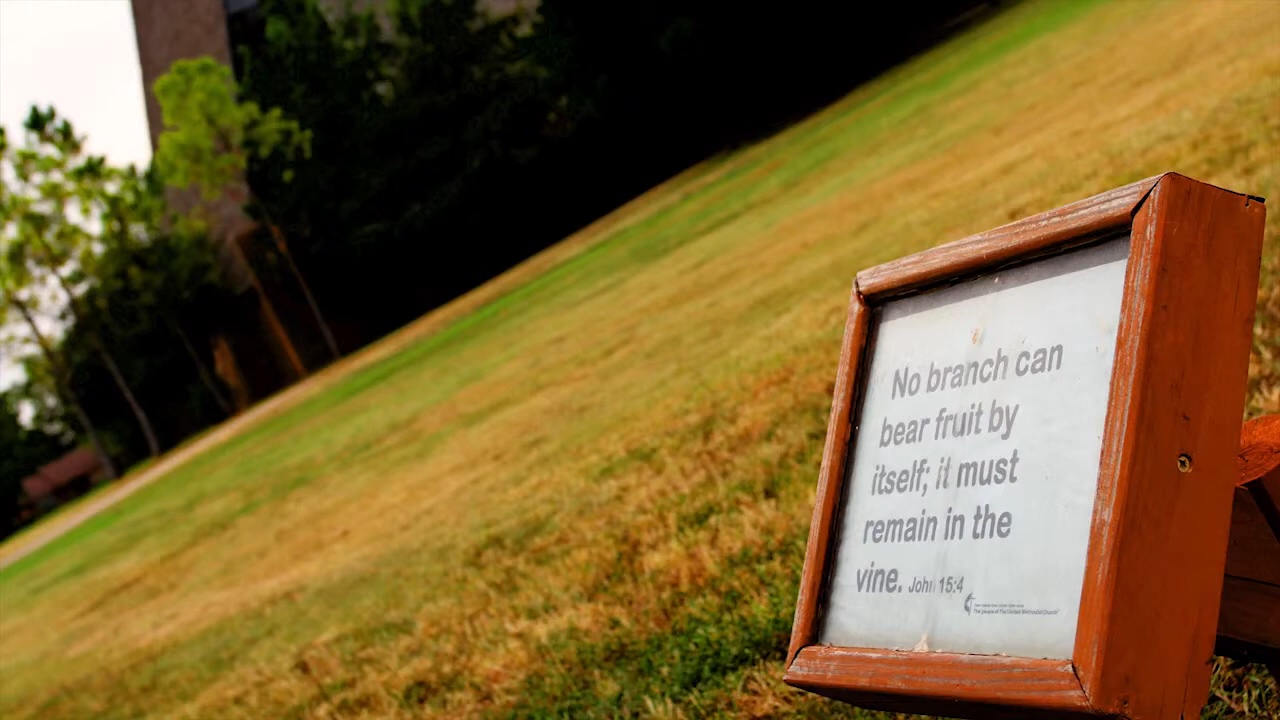 No branch can
bear fruit by
itself; it must
remain in the
vine. John 15:4
The people of The United Methodist Church